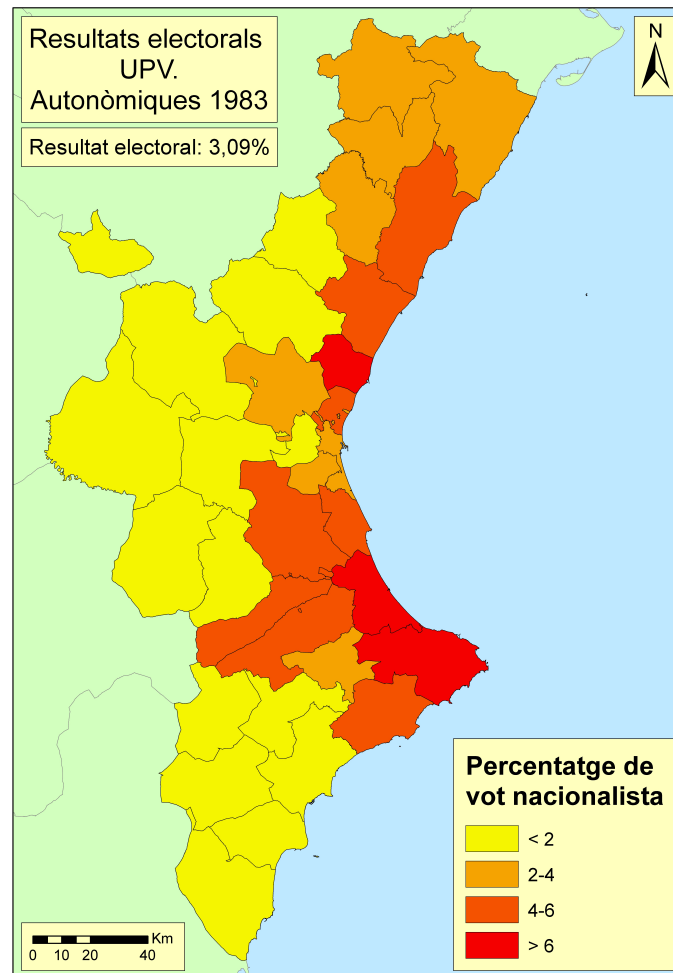 Resultats electorals
UPV.
Autonòmiques 1983
Resultat electoral: 3,09%
N
Percentatge de
vot nacionalista
< 2
2-4
4-6
> 6
Km
0 10 20 40